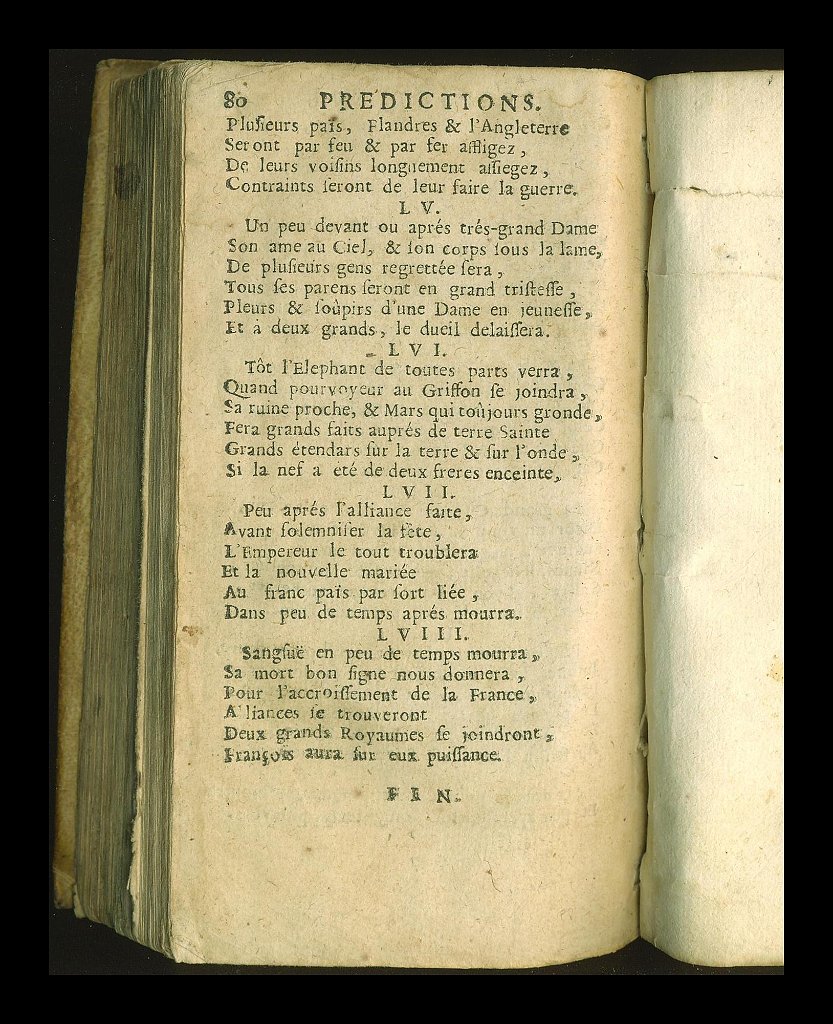 80 PREDICTIONS.
Pluſieurs païs, Flandres & l'Angleterre
Seront par feu & par fer affligez,
De leurs voiſins longuement aſſiegez,
Contraints ſeront de leur faire la guerre.
LV.
Un peu devant ou aprés trés-grand Dame
Son ame au Ciel, & ſon corps ſous la lame,
De pluſieurs gens regrettée ſera,
Tous ſes parens ſeront en grand triſteſſe,
Pleurs & ſoûpirs d'une Dame en jeuneſſe,
Et à deux grands, le dueil delaiſſera.
LVI.
Tôt l'Elephant de toutes parts verra,
Quand pourvoyeur au Griffon ſe joindra,
Sa ruine proche, & Mars qui toûjours gronde,
Fera grands faits auprés de terre Sainte
Grands étendars ſur la terre & ſur l'onde,
Si la nef a eté de deux freres enceinte,
LVII.
Peu aprés l'alliance faite,
Avant ſolemniſer la fête,
L'Empereur le tout troublera
Et la nouvelle mariée
Au franc païs par ſort liée,
Dans peu de temps aprés mourra.
LVIII.
Sangſuë en peu de temps mourra,
Sa mort bon ſigne nous donnera,
Pour l'accroiſſement de la France,
Alliances ſe trouveront
Deux grands Royaumes ſe joindront,
François aura ſur eux puiſſance.
FIN.